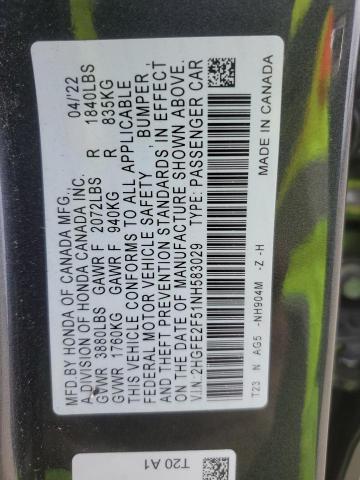 MFD. BY HONDA OF CANADA MFG., 04/'22
A DIVISION OF HONDA CANADA INC.
GVWR 3880LBS GAWR F 2072LBS R 1840LBS
GVWR 1760KG GAWR F 940KG R 835KG
THIS VEHICLE CONFORMS TO ALL APPLICABLE
FEDERAL MOTOR VEHICLE SAFETY, BUMPER,
AND THEFT PREVENTION STANDARDS IN EFFECT
ON THE DATE OF MANUFACTURE SHOWN ABOVE.
V.I.N.: 2HGFE2F51NH583029 TYPE: PASSENGER CAR
T23 N AG5 -NH904M -Z -H MADE IN CANADA
T20 A1